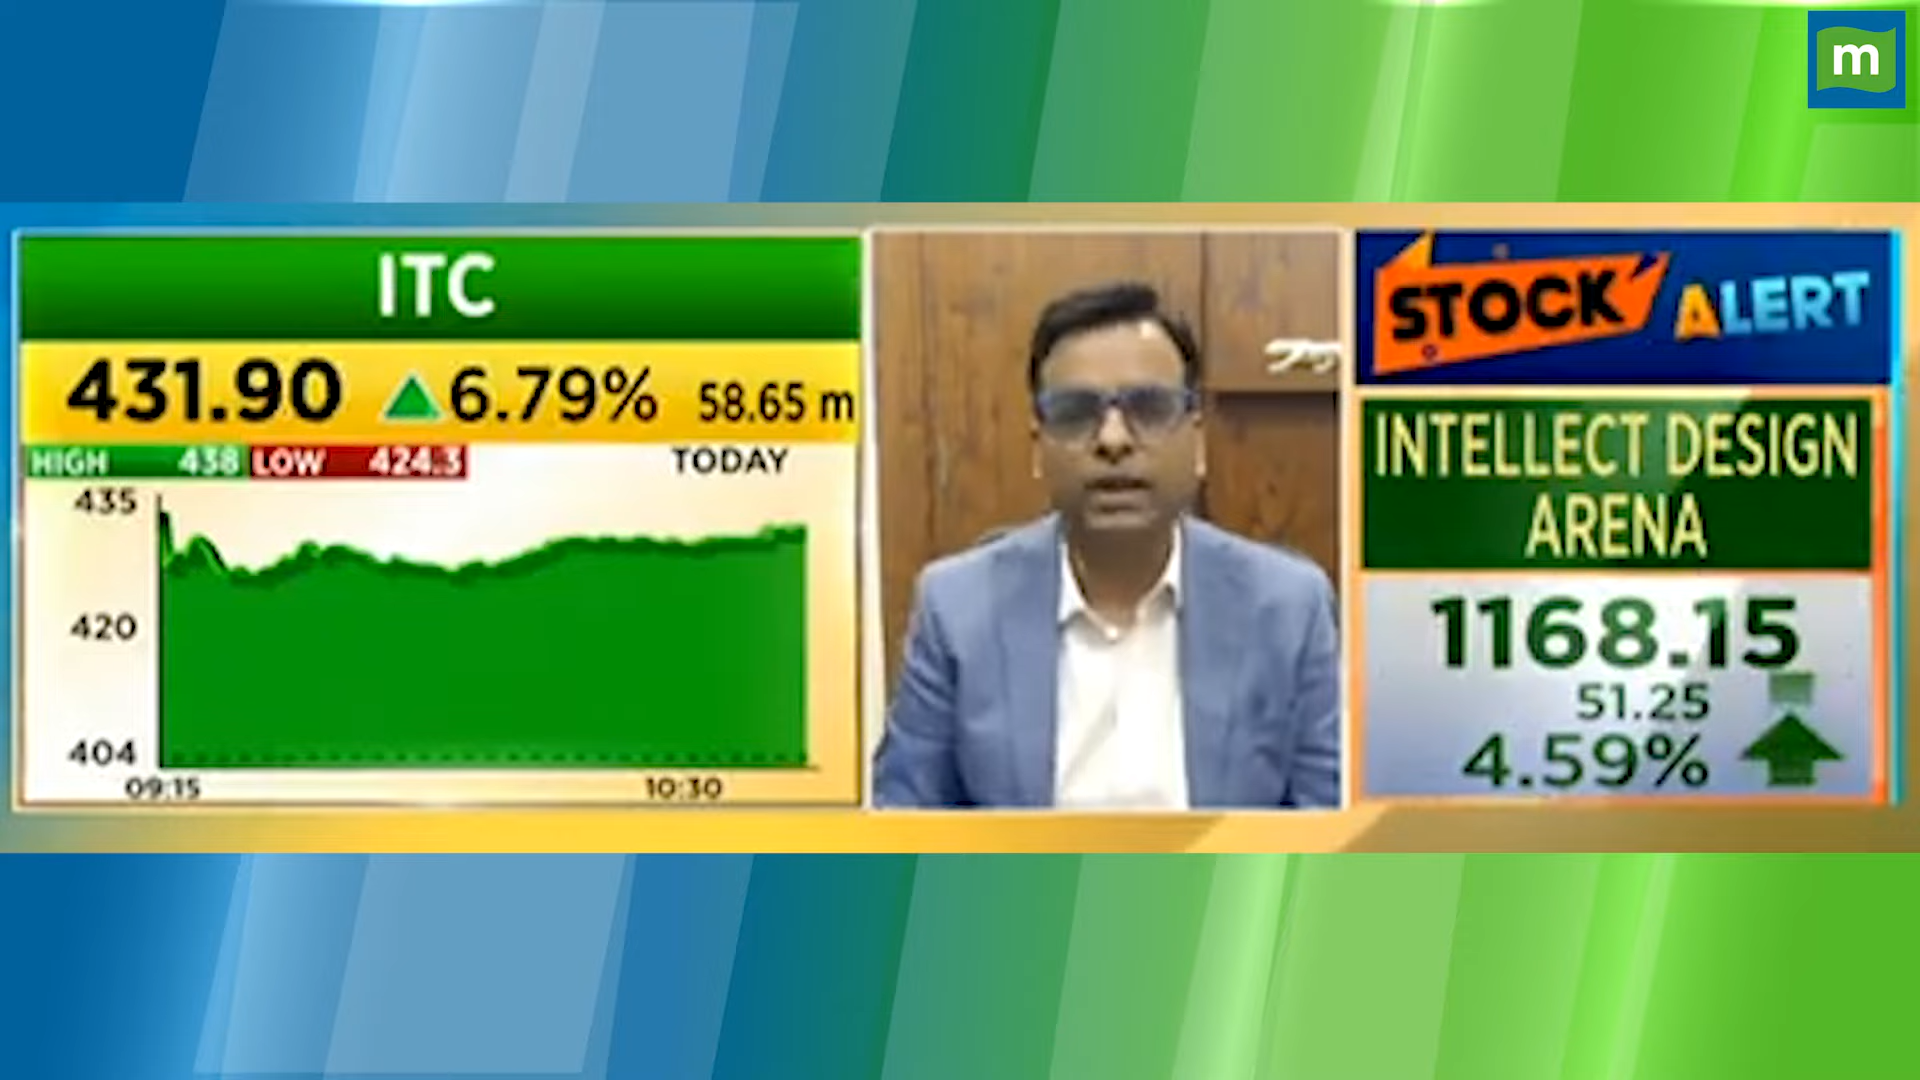 m
ITC
431.90 ▲6.79% 58.65 m
HIGH 438 LOW 424.3 TODAY
435
420
404
09:15 10:30
STOCK ALERT
INTELLECT DESIGN
ARENA
1168.15
51.25
4.59%